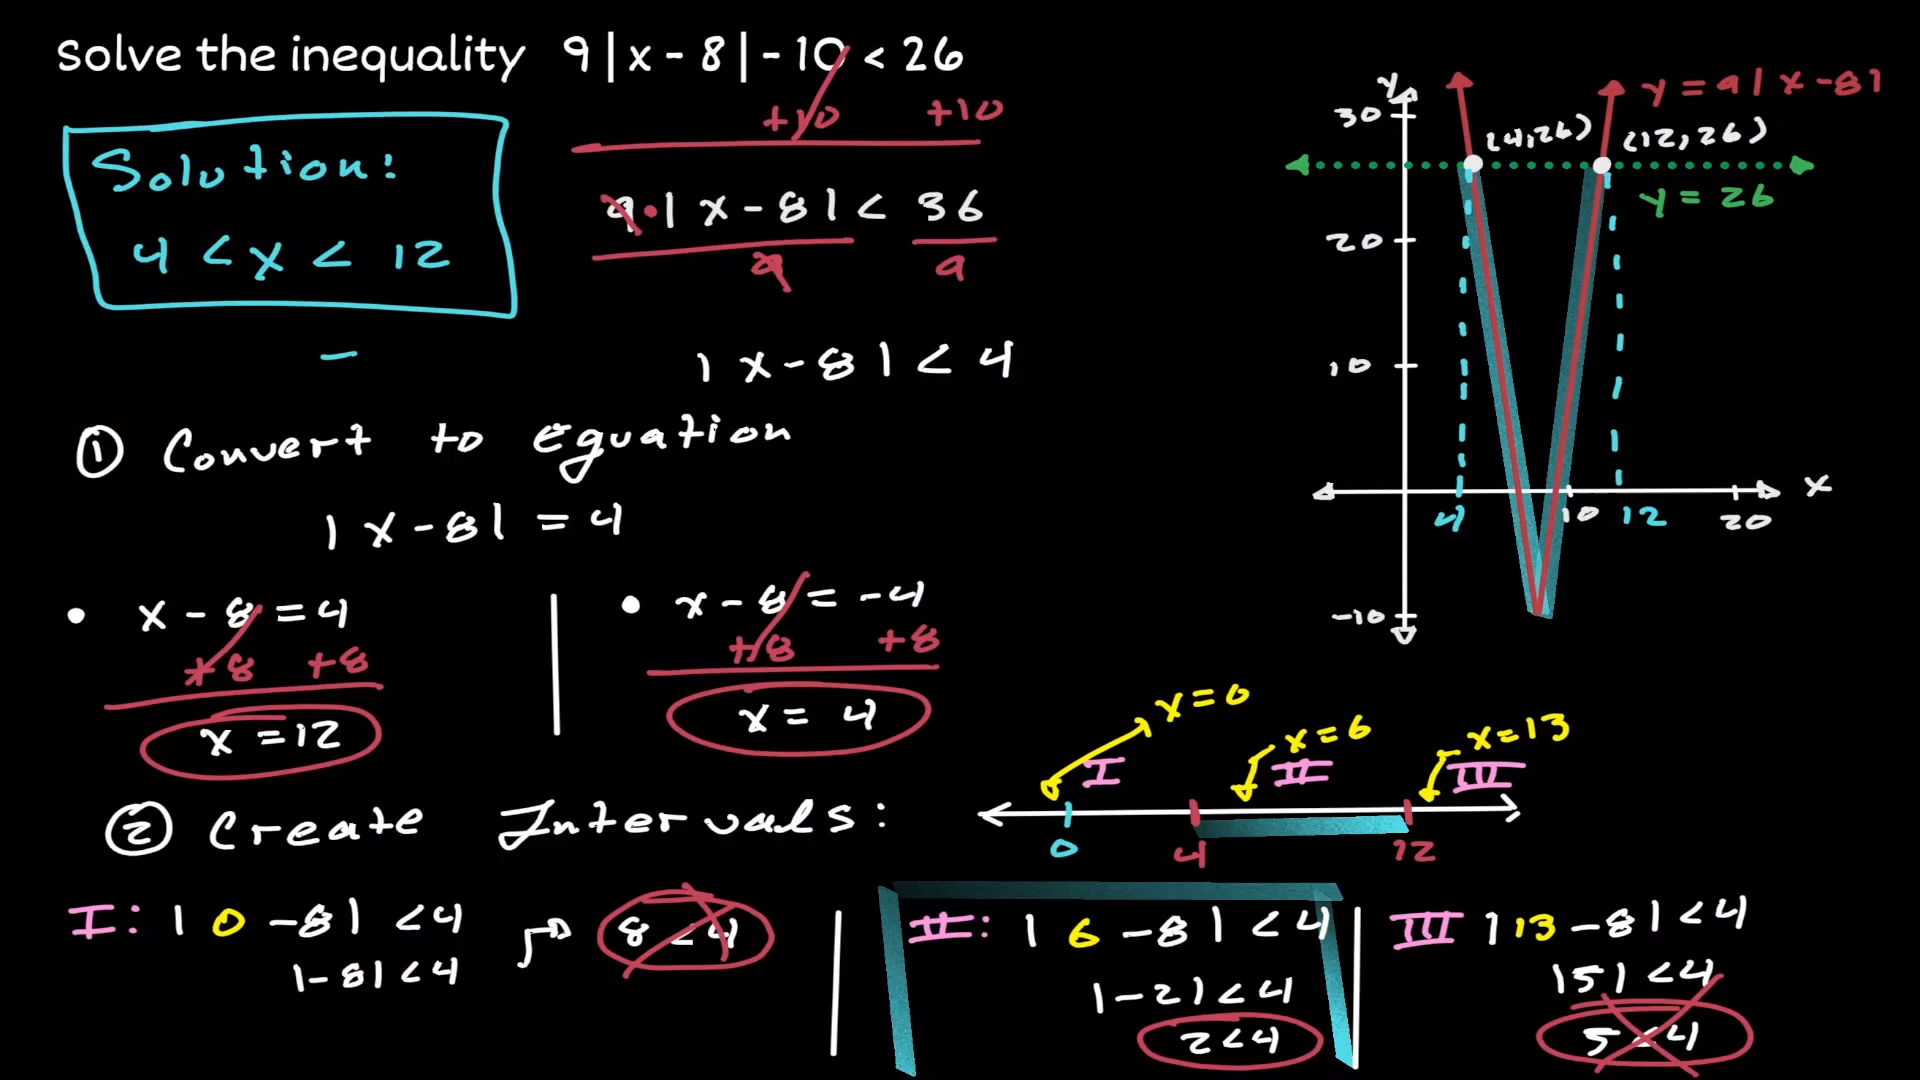 Solve the inequality 9|x - 8| - 10 < 26
+10 +10
9·|x - 8| < 36
9 9
|x - 8| < 4
Solution:
4 < x < 12
① Convert to Equation
|x - 8| = 4
• x - 8 = 4
+8 +8
x = 12
• x - 8 = -4
+8 +8
x = 4
② Create Intervals:
I: |0 - 8| < 4
|-8| < 4
8 < 4
II: |6 - 8| < 4
|-2| < 4
2 < 4
III |13 - 8| < 4
|5| < 4
5 < 4
x = 0
x = 6
x = 13
I II III
0 4 12
y
y = 9|x - 8|
30
(4, 26) (12, 26)
y = 26
20
10
x
4 10 12 20
-10